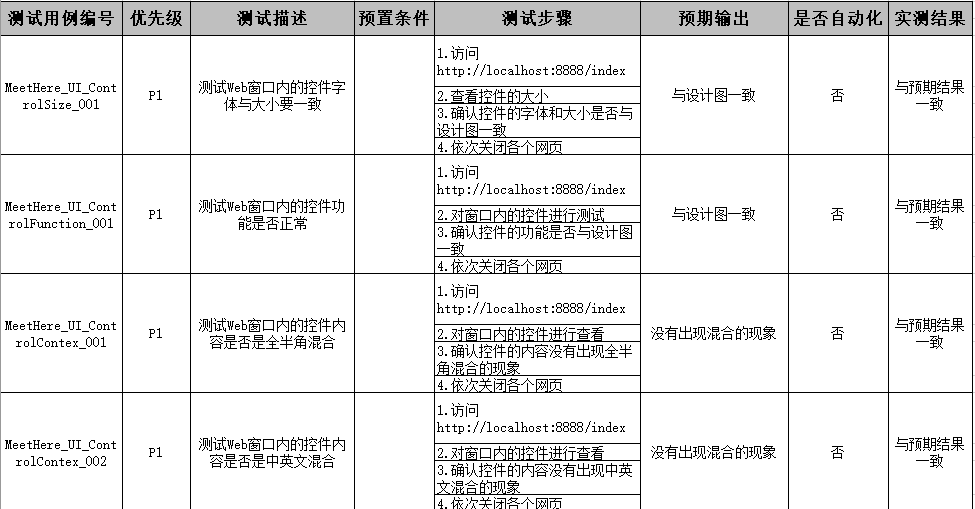 测试用例编号 优先级 测试描述 预置条件 测试步骤 预期输出 是否自动化 实测结果
MeetHere_UI_Cont
rolSize_001
P1
测试Web窗口内的控件字
体与大小要一致
1.访问
http://localhost:8888/index
2.查看控件的大小
3.确认控件的字体和大小是否与
设计图一致
4.依次关闭各个网页
与设计图一致
否
与预期结果
一致
MeetHere_UI_Cont
rolFunction_001
P1
测试Web窗口内的控件功
能是否正常
1.访问
http://localhost:8888/index
2.对窗口内的控件进行测试
3.确认控件的功能是否与设计图
一致
4.依次关闭各个网页
与设计图一致
否
与预期结果
一致
MeetHere_UI_Cont
rolContex_001
P1
测试Web窗口内的控件内
容是否是全半角混合
1.访问
http://localhost:8888/index
2.对窗口内的控件进行查看
3.确认控件的内容没有出现全半
角混合的现象
4.依次关闭各个网页
没有出现混合的现象
否
与预期结果
一致
MeetHere_UI_Cont
rolContex_002
P1
测试Web窗口内的控件内
容是否是中英文混合
1.访问
http://localhost:8888/index
2.对窗口内的控件进行查看
3.确认控件的内容没有出现中英
文混合的现象
4.依次关闭各个网页
没有出现混合的现象
否
与预期结果
一致